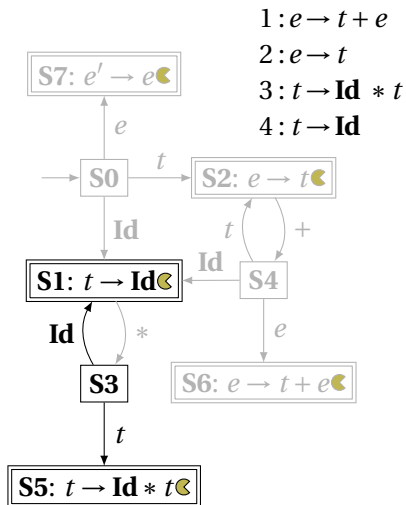 1 : e → t + e
2 : e → t
3 : t → Id * t
4 : t → Id
S7: e′ → e
e
t
S0
S2: e → t
Id
t
+
Id
S1: t → Id
S4
Id
*
e
S3
S6: e → t + e
t
S5: t → Id * t